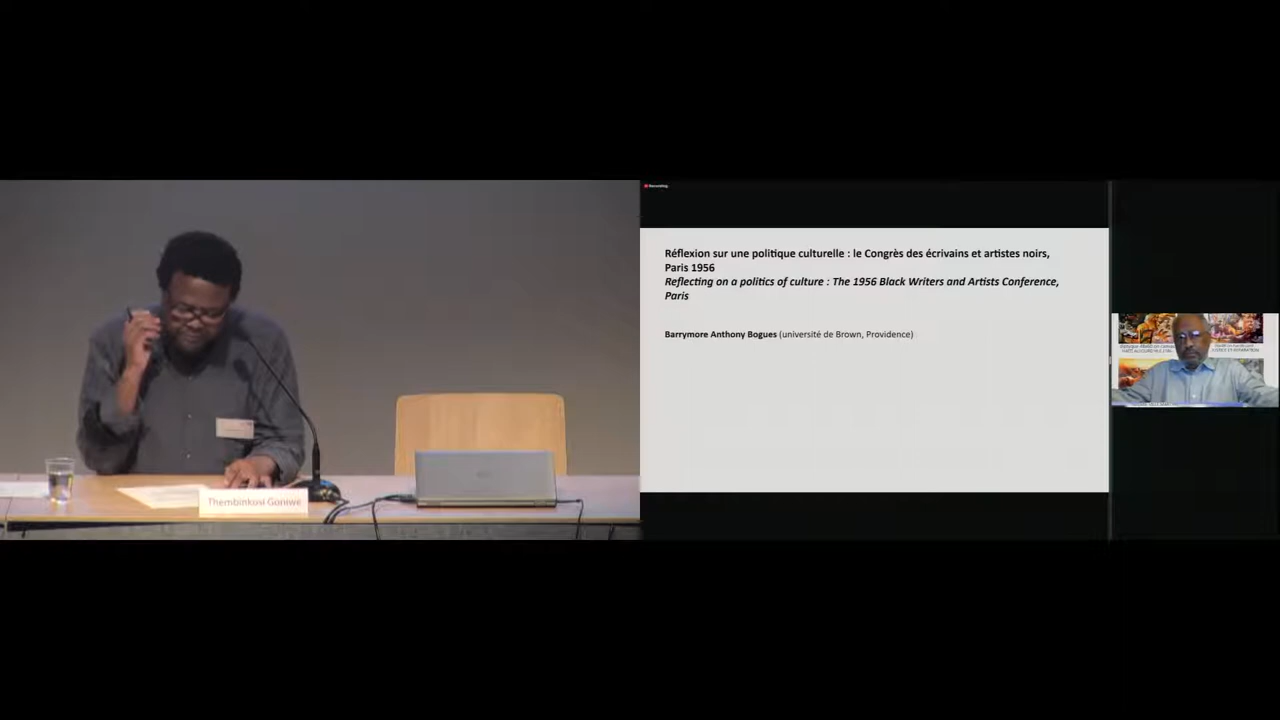 Thembinkosi Goniwe
Recording
Réflexion sur une politique culturelle : le Congrès des écrivains et artistes noirs,
Paris 1956
Reflecting on a politics of culture : The 1956 Black Writers and Artists Conference,
Paris
Barrymore Anthony Bogues (université de Brown, Providence)